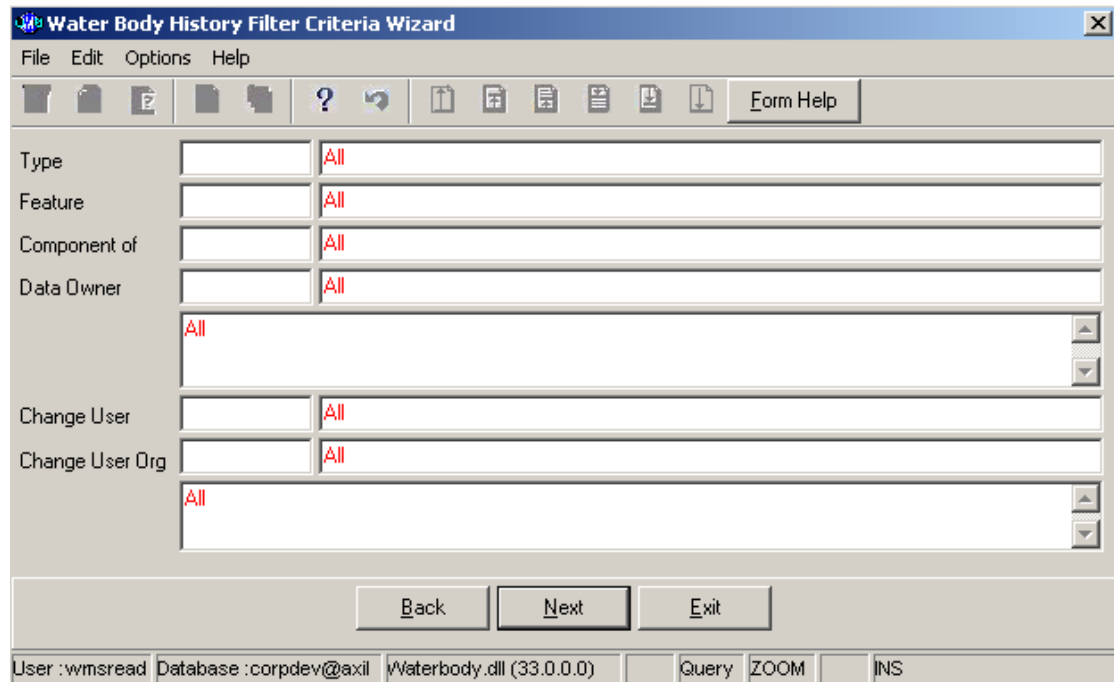 Water Body History Filter Criteria Wizard
File Edit Options Help
? ? Form Help
Type All
Feature All
Component of All
Data Owner All
All
Change User All
Change User Org All
All
Back Next Exit
User :wmsread Database :corpdev@axil Waterbody.dll (33.0.0.0) Query ZOOM INS